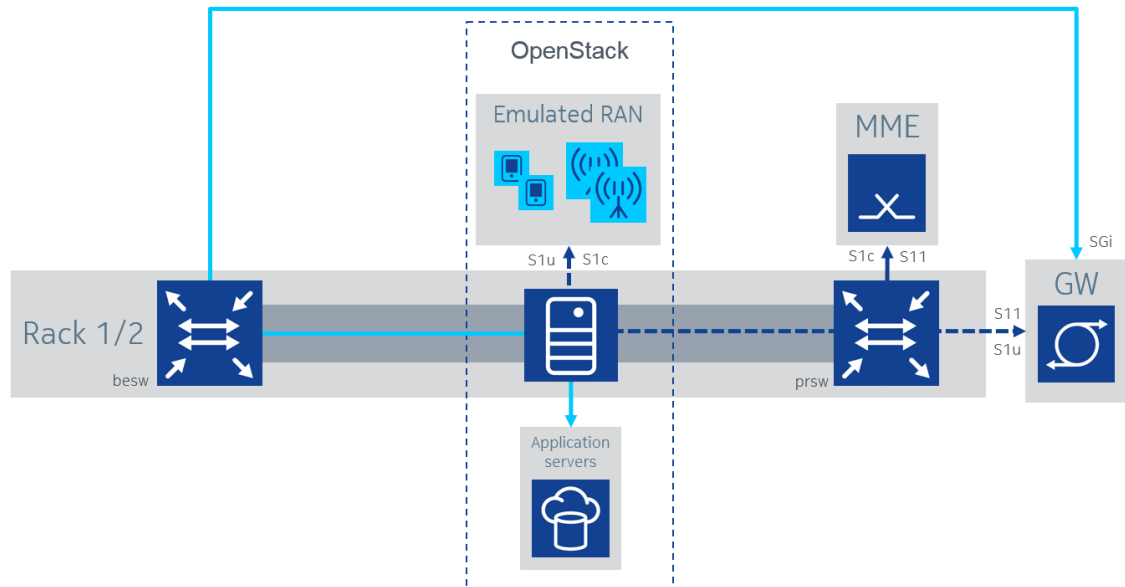 OpenStack
Emulated RAN
MME
S1u
S1c
S1c
S11
SGi
GW
Rack 1/2
S11
S1u
besw
prsw
Application
servers